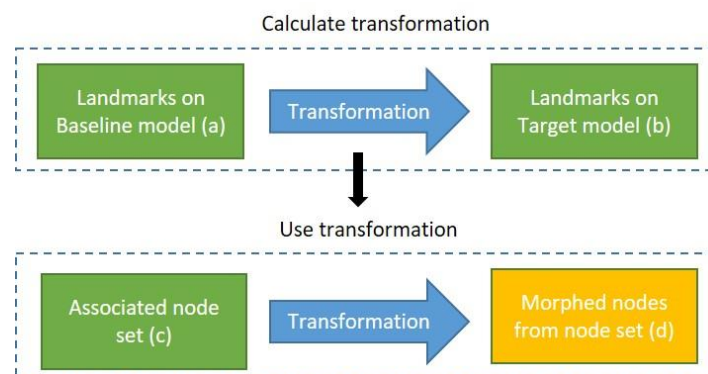 Calculate transformation
Landmarks on
Baseline model (a)
Transformation
Landmarks on
Target model (b)
Use transformation
Associated node
set (c)
Transformation
Morphed nodes
from node set (d)